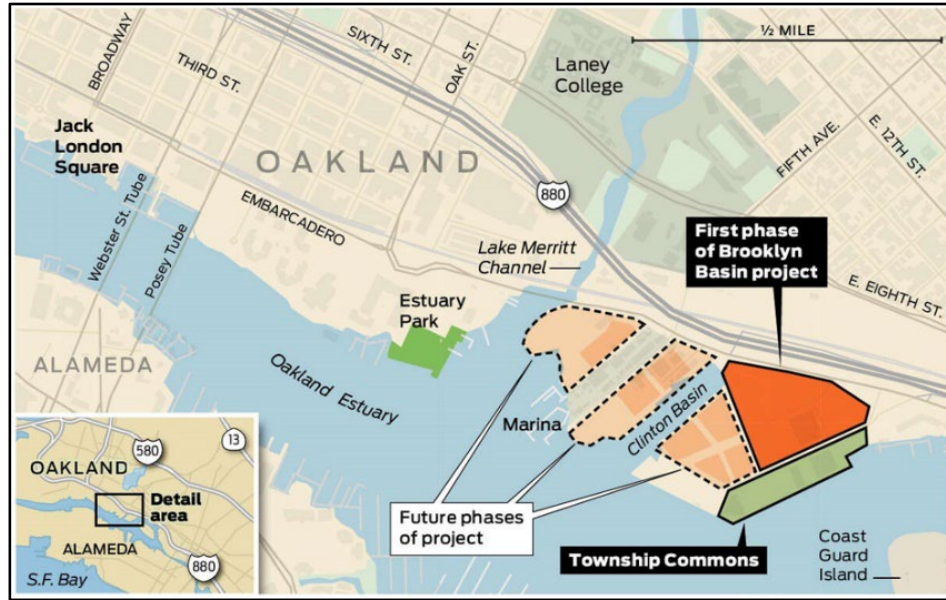 ½ MILE
BROADWAY
THIRD ST.
SIXTH ST.
OAK ST.
Laney
College
FIFTH AVE.
E. 12TH ST.
Jack
London
Square
OAKLAND
880
EMBARCADERO
Webster St. Tube
Posey Tube
Lake Merritt
Channel
First phase
of Brooklyn
Basin project
E. EIGHTH ST.
Estuary
Park
ALAMEDA
Oakland Estuary
Marina
Clinton Basin
Future phases
of project
Township Commons
Coast
Guard
Island
OAKLAND
580
13
Detail
area
ALAMEDA
880
S.F. Bay